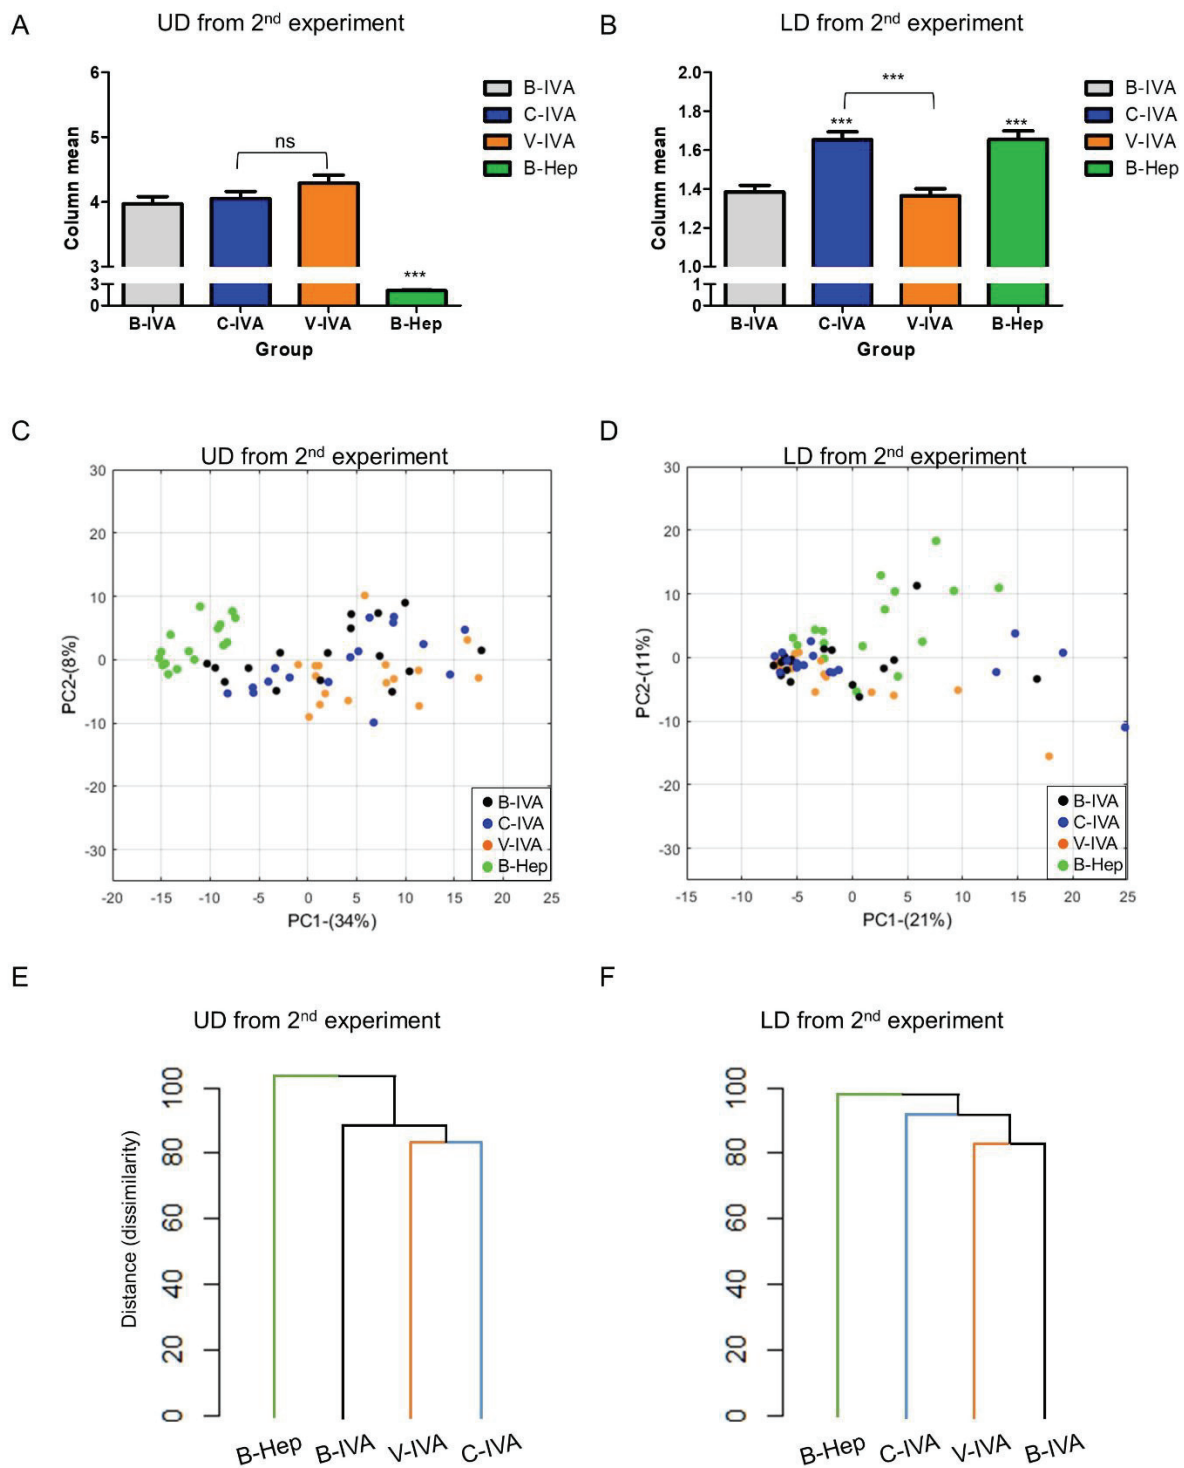 A
UD from 2nd experiment
Column mean
6
5
4
3
3
0
ns
***
B-IVA
C-IVA
V-IVA
B-Hep
B-IVA C-IVA V-IVA B-Hep
Group
B
LD from 2nd experiment
Column mean
2.0
1.8
1.6
1.4
1.2
1.0
1
0
***
***
***
B-IVA
C-IVA
V-IVA
B-Hep
B-IVA C-IVA V-IVA B-Hep
Group
C
UD from 2nd experiment
PC2-(8%)
30
20
10
0
-10
-20
-30
B-IVA
C-IVA
V-IVA
B-Hep
-20 -15 -10 -5 0 5 10 15 20 25
PC1-(34%)
D
LD from 2nd experiment
PC2-(11%)
30
20
10
0
-10
-20
-30
B-IVA
C-IVA
V-IVA
B-Hep
-15 -10 -5 0 5 10 15 20 25
PC1-(21%)
E
UD from 2nd experiment
Distance (dissimilarity)
100
80
60
40
20
0
B-Hep B-IVA V-IVA C-IVA
F
LD from 2nd experiment
100
80
60
40
20
0
B-Hep C-IVA V-IVA B-IVA